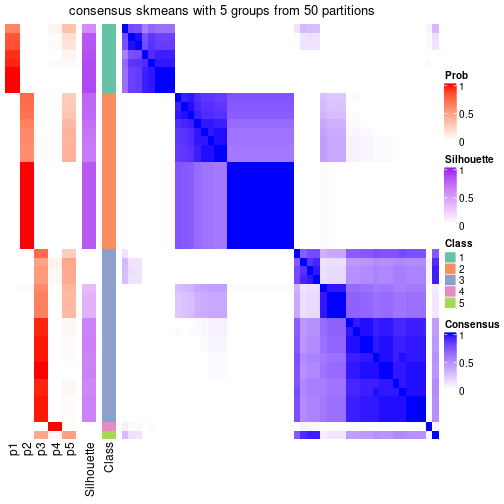 consensus skmeans with 5 groups from 50 partitions
Prob
1
0.5
0
Silhouette
1
0.5
0
Class
1
2
3
4
5
Consensus
1
0.5
0
p1
p2
p3
p4
p5
Silhouette
Class